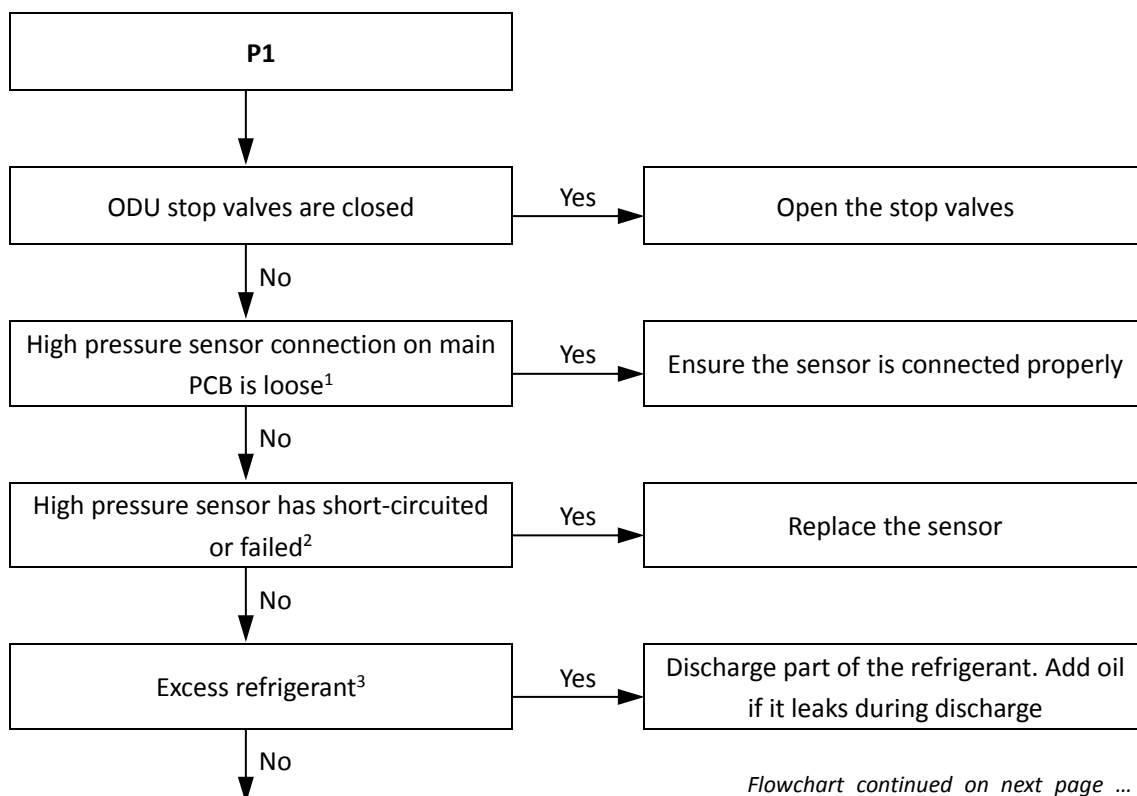 P1
ODU stop valves are closed
Yes
Open the stop valves
No
High pressure sensor connection on main
PCB is loose¹
Yes
Ensure the sensor is connected properly
No
High pressure sensor has short-circuited
or failed²
Yes
Replace the sensor
No
Excess refrigerant³
Yes
Discharge part of the refrigerant. Add oil
if it leaks during discharge
No
Flowchart continued on next page ...